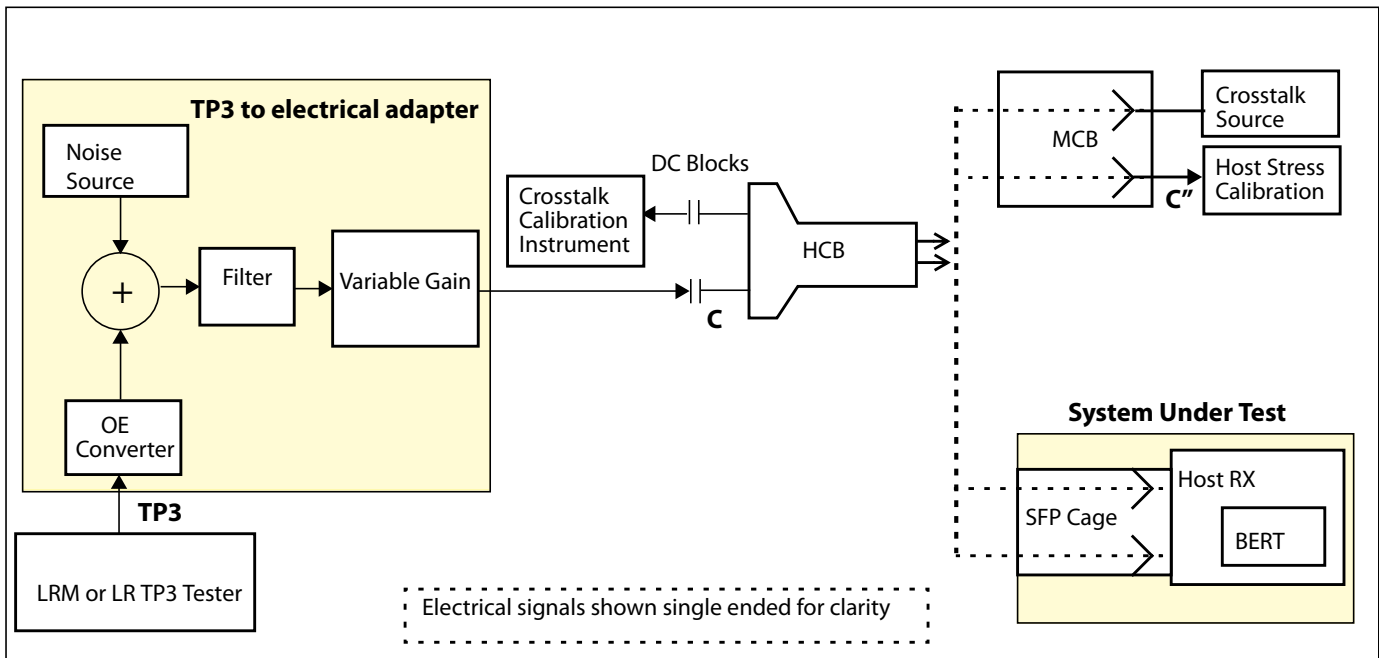 TP3 to electrical adapter
Noise
Source
+
Filter
Variable Gain
OE
Converter
TP3
LRM or LR TP3 Tester
Crosstalk
Calibration
Instrument
DC Blocks
C
HCB
MCB
Crosstalk
Source
C″
Host Stress
Calibration
System Under Test
SFP Cage
Host RX
BERT
Electrical signals shown single ended for clarity